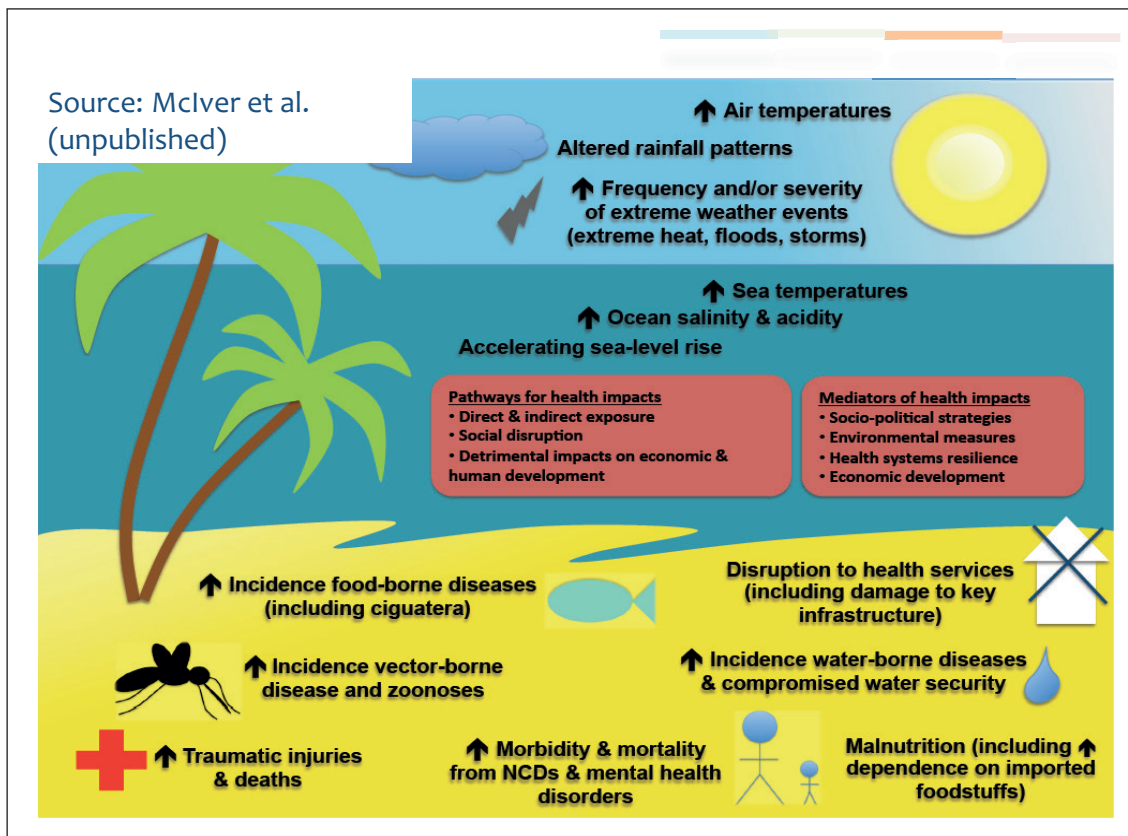 Source: McIver et al.
(unpublished)
↑ Air temperatures
Altered rainfall patterns
↑ Frequency and/or severity
of extreme weather events
(extreme heat, floods, storms)
↑ Sea temperatures
↑ Ocean salinity & acidity
Accelerating sea-level rise
Pathways for health impacts
• Direct & indirect exposure
• Social disruption
• Detrimental impacts on economic &
human development
Mediators of health impacts
• Socio-political strategies
• Environmental measures
• Health systems resilience
• Economic development
↑ Incidence food-borne diseases
(including ciguatera)
Disruption to health services
(including damage to key
infrastructure)
↑ Incidence vector-borne
disease and zoonoses
↑ Incidence water-borne diseases
& compromised water security
↑ Traumatic injuries
& deaths
↑ Morbidity & mortality
from NCDs & mental health
disorders
Malnutrition (including ↑
dependence on imported
foodstuffs)